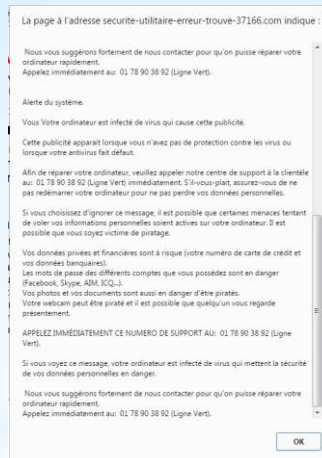 La page à l'adresse securite-utilitaire-erreur-trouve-37166.com indique :
Nous vous suggérons fortement de nous contacter pour qu'on puisse réparer votre
ordinateur rapidement.
Appelez immédiatement au: 01 78 90 38 92 (Ligne Vert).
Alerte du système.
Vous Votre ordinateur est infecté de virus qui cause cette publicité.
Cette publicité apparait lorsque vous n'avez pas de protection contre les virus ou
lorsque votre antivirus fait défaut.
Afin de réparer votre ordinateur, veuillez appeler notre centre de support à la clientèle
au: 01 78 90 38 92 (Ligne Vert) immédiatement. S'il-vous-plait, assurez-vous de ne
pas redémarrer votre ordinateur pour ne pas perdre vos données personnelles.
Si vous choisissez d'ignorer ce message, il est possible que certaines menaces tentant
de voler vos informations personnelles soient actives sur votre ordinateur. Il est
possible que vous soyez victime de piratage.
Vos données privées et financières sont à risque (votre numéro de carte de crédit et
vos données banquaires).
Les mots de passe des différents comptes que vous possédez sont en danger
(Facebook, Skype, AIM, ICQ..).
Vos photos et vos documents sont aussi en danger d'être piratés.
Votre webcam peut être piraté et il est possible que quelqu'un vous regarde
présentement.
APPELEZ IMMÉDIATEMENT CE NUMERO DE SUPPORT AU: 01 78 90 38 92 (Ligne
Vert).
Si vous voyez ce message, votre ordinateur est infecté de virus qui mettent la sécurité
de vos données personnelles en danger.
Nous vous suggérons fortement de nous contacter pour qu'on puisse réparer votre
ordinateur rapidement.
Appelez immédiatement au: 01 78 90 38 92 (Ligne Vert).
OK